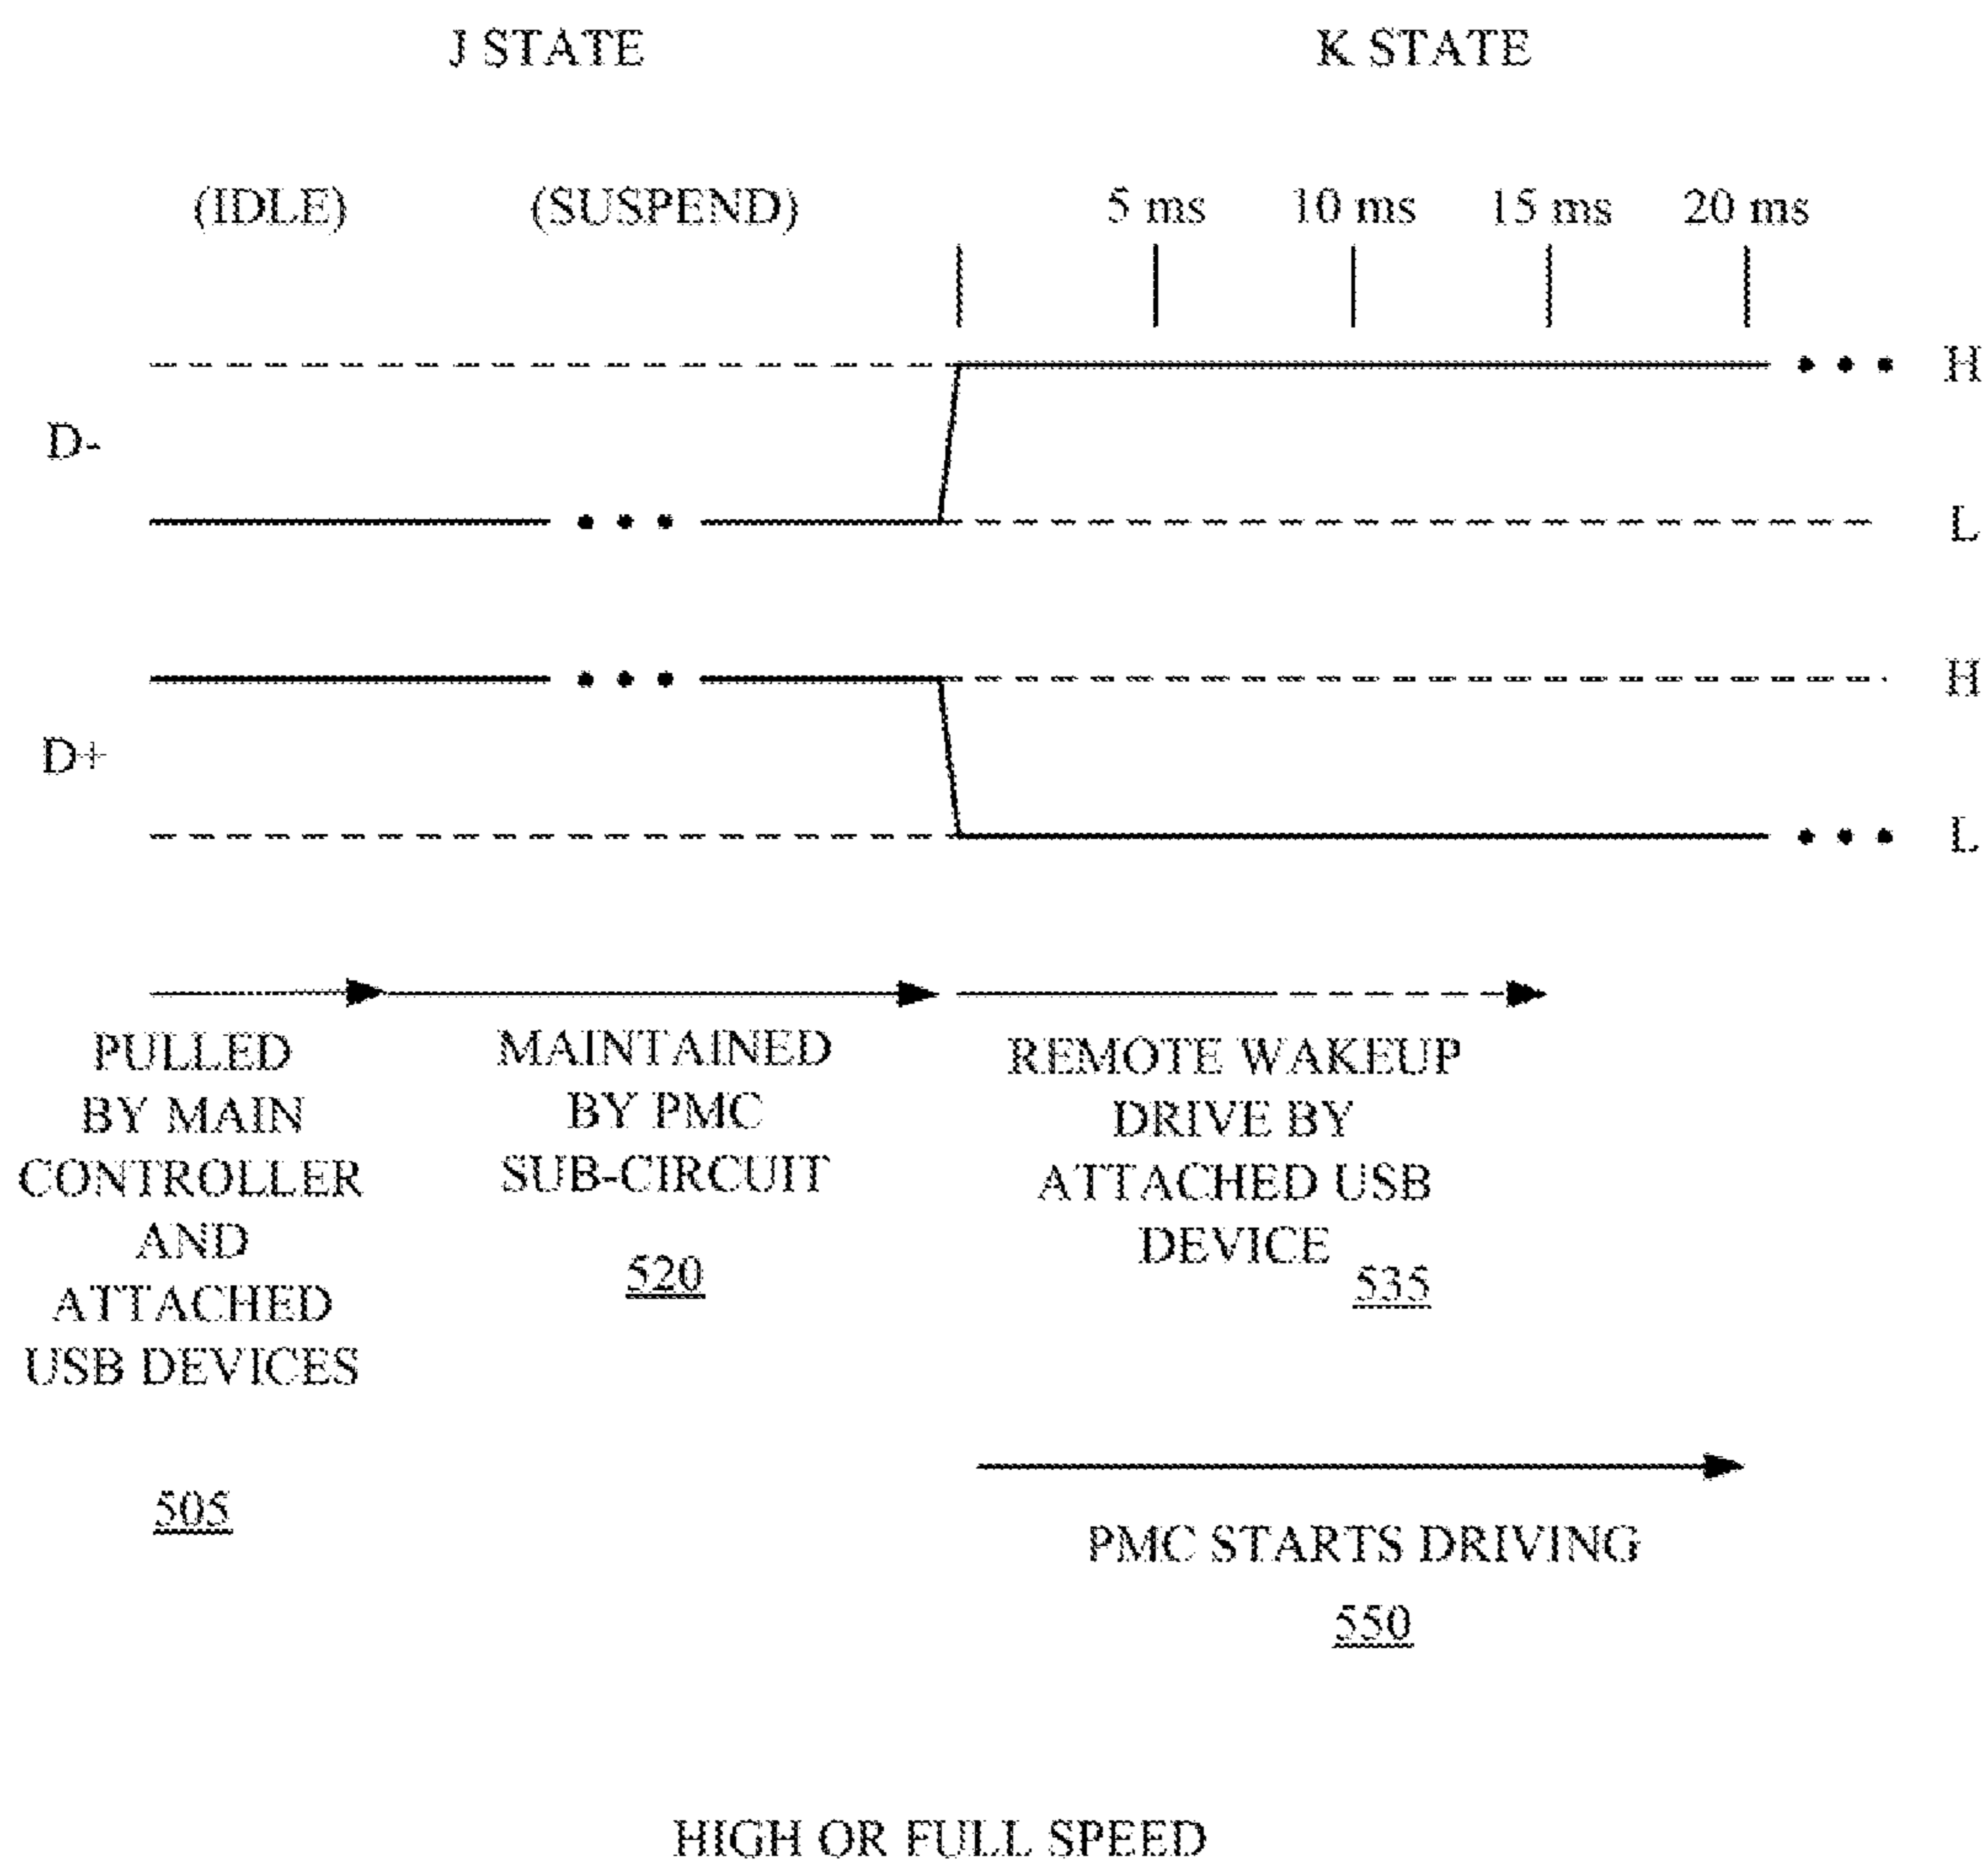 J STATE
K STATE
(IDLE)
(SUSPEND)
5 ms
10 ms
15 ms
20 ms
H
D-
L
H
D+
L
PULLED
BY MAIN
CONTROLLER
AND
ATTACHED
USB DEVICES
505
MAINTAINED
BY PMC
SUB-CIRCUIT
520
REMOTE WAKEUP
DRIVE BY
ATTACHED USB
DEVICE
535
PMC STARTS DRIVING
550
HIGH OR FULL SPEED